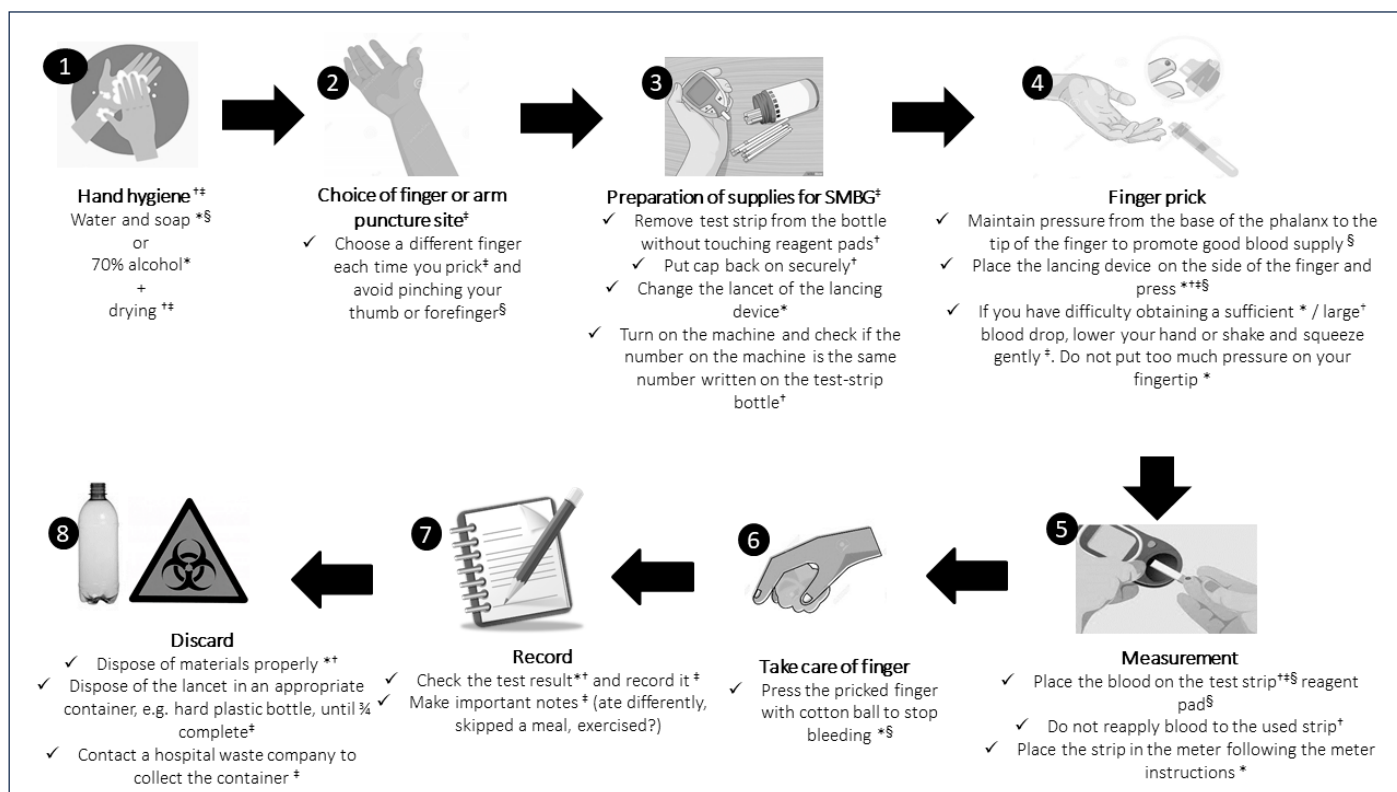 1
Hand hygiene †‡
Water and soap *§
or
70% alcohol*
+
drying †‡
2
Choice of finger or arm
puncture site‡
✓ Choose a different finger
each time you prick‡ and
avoid pinching your
thumb or forefinger§
3
Preparation of supplies for SMBG‡
✓ Remove test strip from the bottle
without touching reagent pads†
✓ Put cap back on securely†
✓ Change the lancet of the lancing
device*
✓ Turn on the machine and check if the
number on the machine is the same
number written on the test-strip
bottle†
4
Finger prick
✓ Maintain pressure from the base of the phalanx to the
tip of the finger to promote good blood supply §
✓ Place the lancing device on the side of the finger and
press *†‡§
✓ If you have difficulty obtaining a sufficient * / large†
blood drop, lower your hand or shake and squeeze
gently ‡. Do not put too much pressure on your
fingertip *
5
Measurement
✓ Place the blood on the test strip†‡§ reagent
pad§
✓ Do not reapply blood to the used strip†
✓ Place the strip in the meter following the meter
instructions *
6
Take care of finger
✓ Press the pricked finger
with cotton ball to stop
bleeding *§
7
Record
✓ Check the test result*† and record it ‡
✓ Make important notes ‡ (ate differently,
skipped a meal, exercised?)
8
Discard
✓ Dispose of materials properly *†
✓ Dispose of the lancet in an appropriate
container, e.g. hard plastic bottle, until ¾
complete‡
✓ Contact a hospital waste company to
collect the container ‡